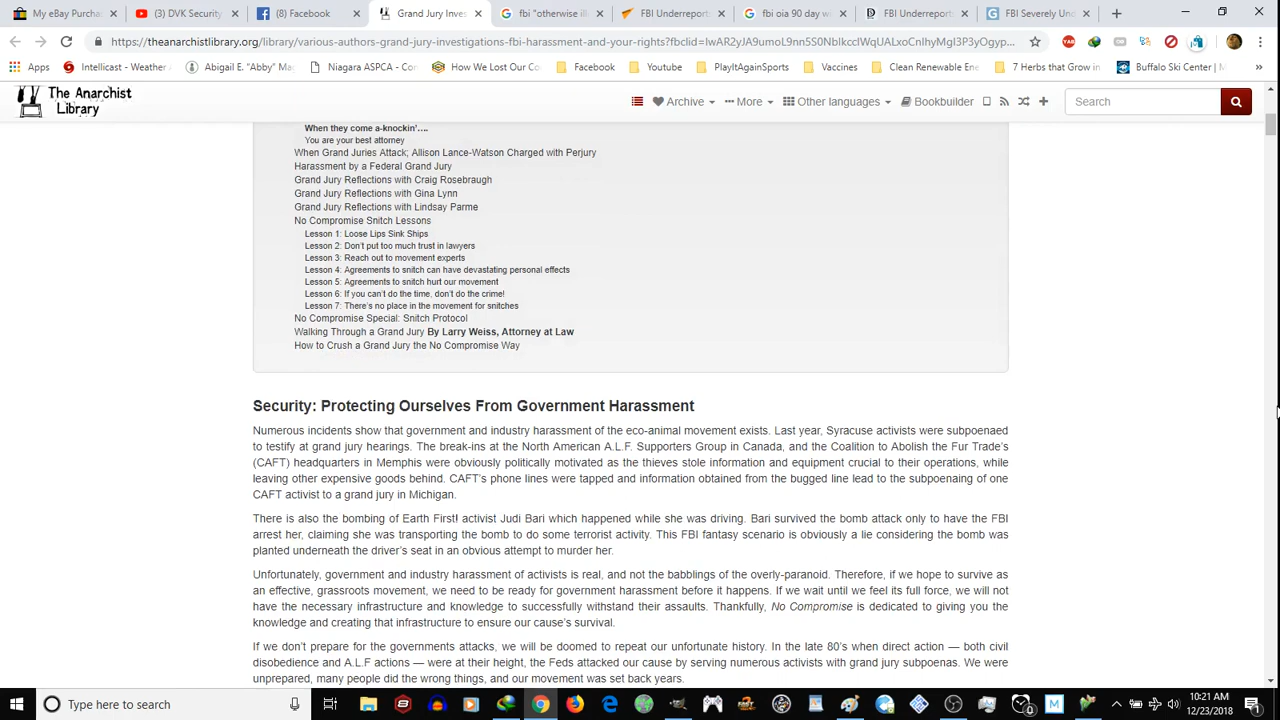 My eBay Purchas
(3) DVK Security
(8) Facebook
Grand Jury Inves
fbi "otherwise ill
FBI Underreports
fbi oia 90 day w
FBI Underreports
FBI Severely Un
https://theanarchistlibrary.org/library/various-authors-grand-jury-investigations-fbi-harassment-and-your-rights?fbclid=
Apps
Intellicast - Weather
Abigail E. "Abby" M
Niagara ASPCA - Co
How We Lost Our C
Facebook
Youtube
PlayItAgainSports
Vaccines
Clean Renewable Ene
7 Herbs that Grow in
Buffalo Ski Center | M
»
The Anarchist
Library
Archive
More
Other languages
Bookbuilder
Search
When they come a-knockin'....
You are your best attorney
When Grand Juries Attack; Allison Lance-Watson Charged with Perjury
Harassment by a Federal Grand Jury
Grand Jury Reflections with Craig Rosebraugh
Grand Jury Reflections with Gina Lynn
Grand Jury Reflections with Lindsay Parme
No Compromise Snitch Lessons
Lesson 1: Loose Lips Sink Ships
Lesson 2: Don't put too much trust in lawyers
Lesson 3: Reach out to movement experts
Lesson 4: Agreements to snitch can have devastating personal effects
Lesson 5: Agreements to snitch hurt our movement
Lesson 6: If you can't do the time, don't do the crime!
Lesson 7: There's no place in the movement for snitches
No Compromise Special: Snitch Protocol
Walking Through a Grand Jury By Larry Weiss, Attorney at Law
How to Crush a Grand Jury the No Compromise Way
Security: Protecting Ourselves From Government Harassment
Numerous incidents show that government and industry harassment of the eco-animal movement exists. Last year, Syracuse activists were subpoenaed
to testify at grand jury hearings. The break-ins at the North American A.L.F. Supporters Group in Canada, and the Coalition to Abolish the Fur Trade's
(CAFT) headquarters in Memphis were obviously politically motivated as the thieves stole information and equipment crucial to their operations, while
leaving other expensive goods behind. CAFT's phone lines were tapped and information obtained from the bugged line lead to the subpoenaing of one
CAFT activist to a grand jury in Michigan.
There is also the bombing of Earth First! activist Judi Bari which happened while she was driving. Bari survived the bomb attack only to have the FBI
arrest her, claiming she was transporting the bomb to do some terrorist activity. This FBI fantasy scenario is obviously a lie considering the bomb was
planted underneath the driver's seat in an obvious attempt to murder her.
Unfortunately, government and industry harassment of activists is real, and not the babblings of the overly-paranoid. Therefore, if we hope to survive as
an effective, grassroots movement, we need to be ready for government harassment before it happens. If we wait until we feel its full force, we will not
have the necessary infrastructure and knowledge to successfully withstand their assaults. Thankfully, No Compromise is dedicated to giving you the
knowledge and creating that infrastructure to ensure our cause's survival.
If we don't prepare for the governments attacks, we will be doomed to repeat our unfortunate history. In the late 80's when direct action — both civil
disobedience and A.L.F actions — were at their height, the Feds attacked our cause by serving numerous activists with grand jury subpoenas. We were
unprepared, many people did the wrong things, and our movement was set back years.
Type here to search
10:21 AM
12/23/2018